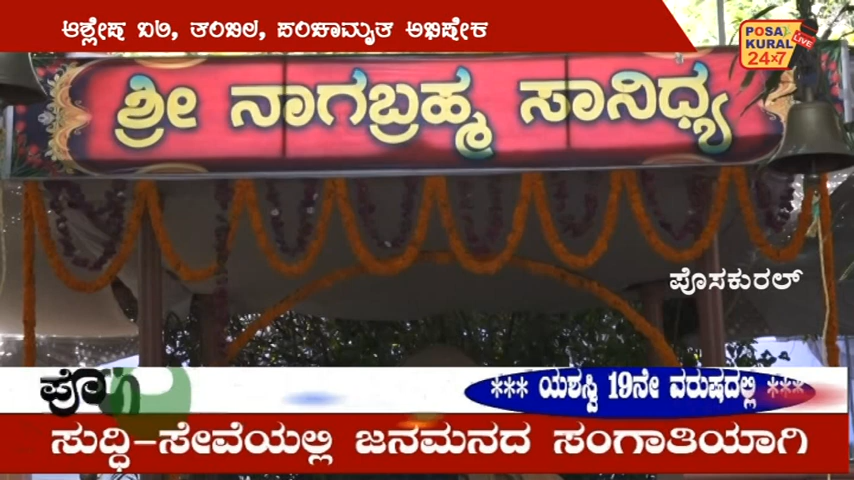 ಆಶ್ಲೇಷ ಬಲಿ, ತಂಬಿಲ, ಪಂಚಾಮೃತ ಅಭಿಷೇಕ
POSA KURAL 24x7 LIVE
ಶ್ರೀ ನಾಗಬ್ರಹ್ಮ ಸಾನಿಧ್ಯ
ಪೊಸಕುರಲ್
*** ಯಶಸ್ವಿ 19ನೇ ವರುಷದಲ್ಲಿ ***
ಸುದ್ಧಿ-ಸೇವೆಯಲ್ಲಿ ಜನಮನದ ಸಂಗಾತಿಯಾಗಿ